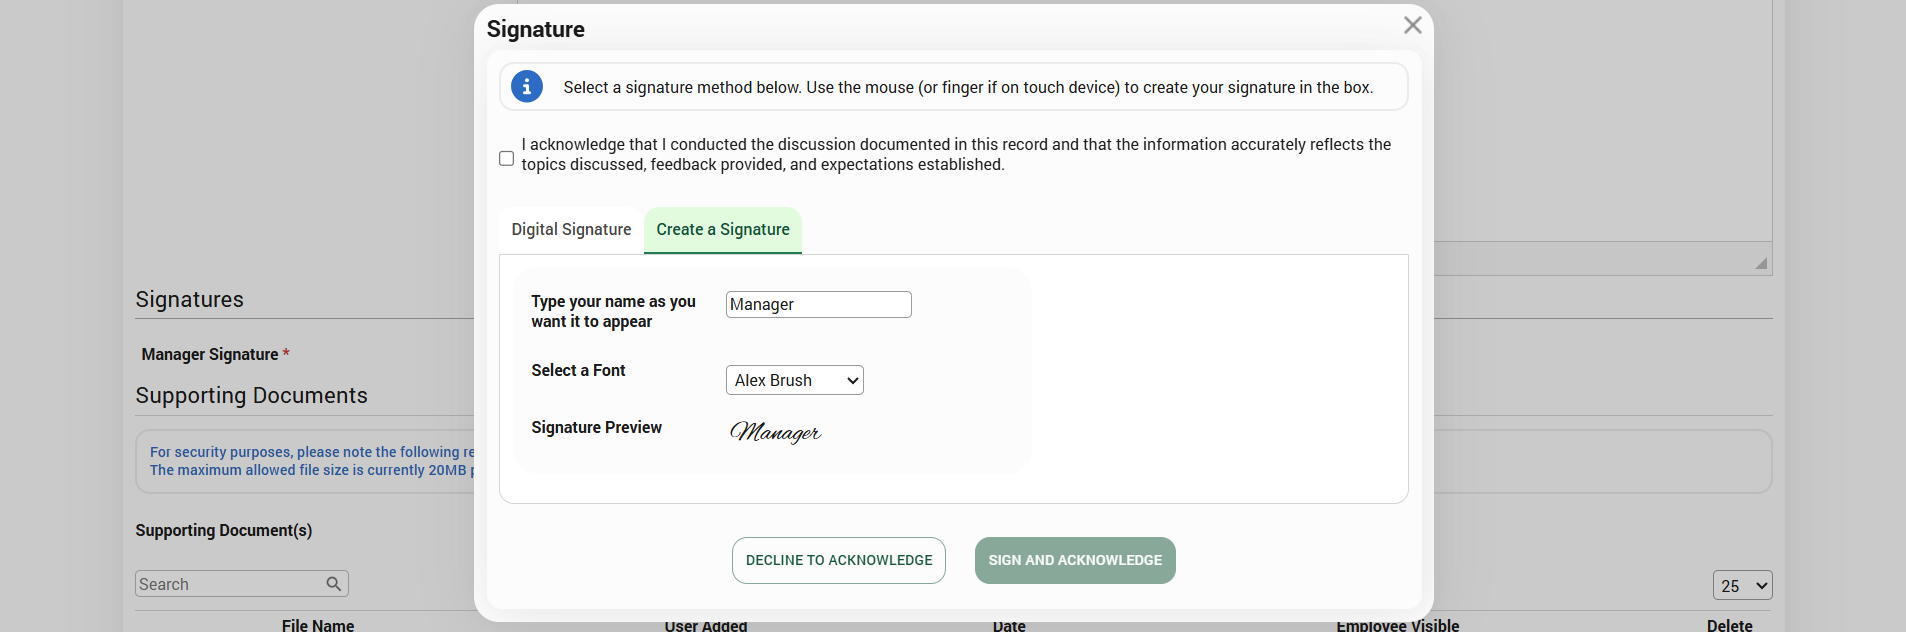 Signature
Select a signature method below. Use the mouse (or finger if on touch device) to create your signature in the box.
I acknowledge that I conducted the discussion documented in this record and that the information accurately reflects the
topics discussed, feedback provided, and expectations established.
Digital Signature
Create a Signature
Type your name as you
want it to appear
Manager
Select a Font
Alex Brush
Signature Preview
Manager
DECLINE TO ACKNOWLEDGE
SIGN AND ACKNOWLEDGE
Signatures
Manager Signature *
Supporting Documents
For security purposes, please note the following
The maximum allowed file size is currently 20MB
Supporting Document(s)
Search
25
File Name
User Added
Date
Employee Visible
Delete